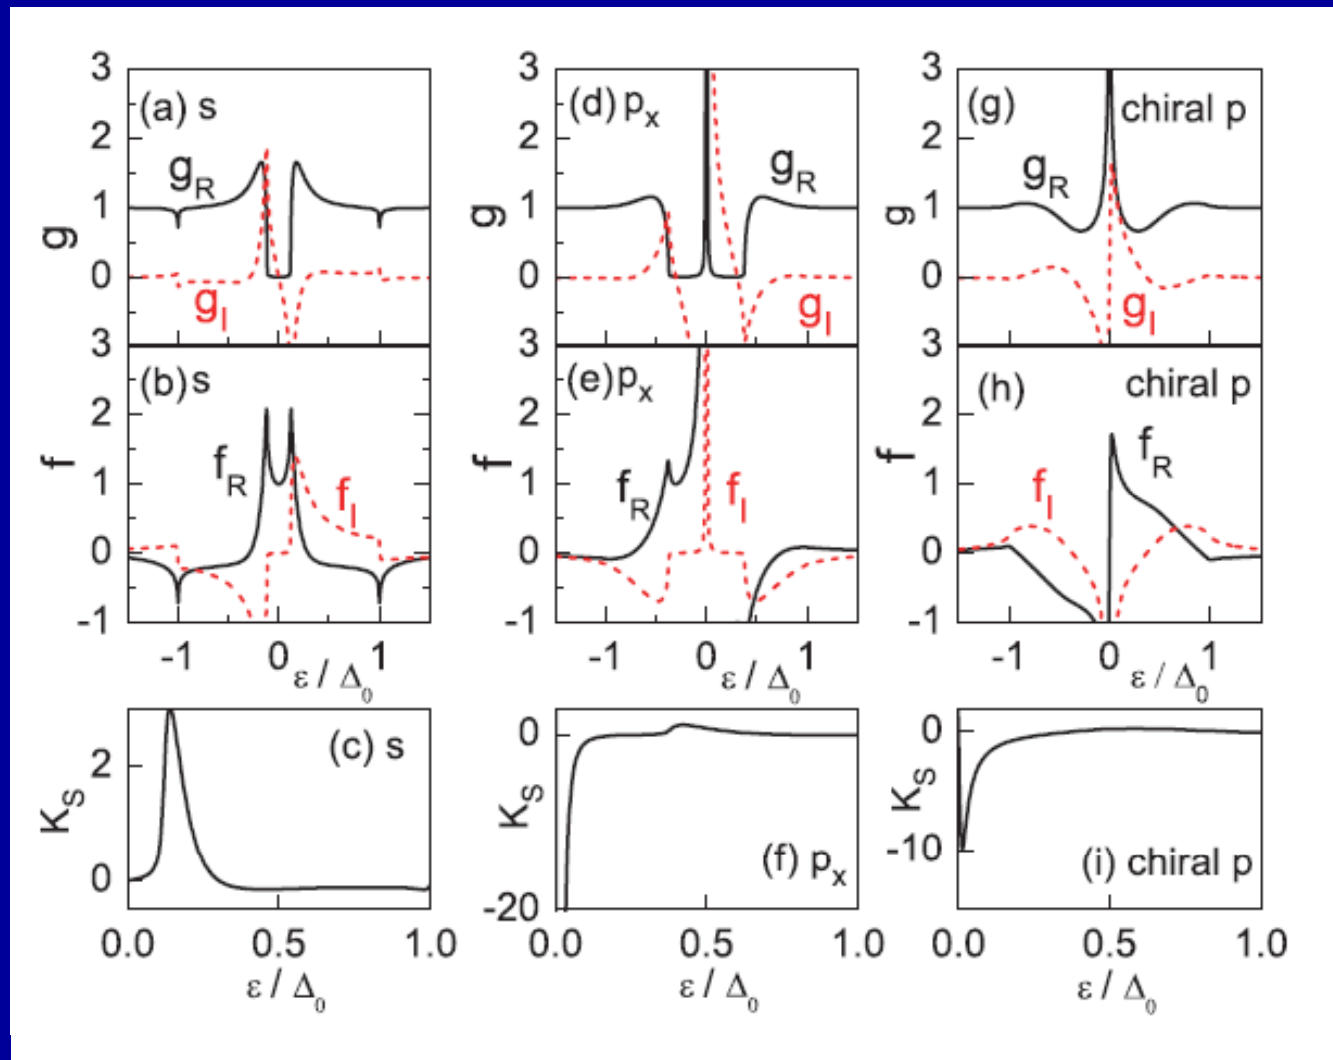 3
2
1
0
g
(a) s
g_R
g_I
3
2
1
0
g
(d) p_x
g_R
g_I
3
2
1
0
g
(g)
chiral p
g_R
g_I
3
2
1
0
-1
f
(b) s
f_R
f_I
-1 0 1
ε / Δ_0
3
2
1
0
-1
f
(e) p_x
f_R
f_I
-1 0 1
ε / Δ_0
3
2
1
0
-1
f
(h)
chiral p
f_R
f_I
-1 0 1
ε / Δ_0
2
0
K_S
(c) s
0.0 0.5 1.0
ε / Δ_0
0
-20
K_S
(f) p_x
0.0 0.5 1.0
ε / Δ_0
0
-10
K_S
(i) chiral p
0.0 0.5 1.0
ε / Δ_0